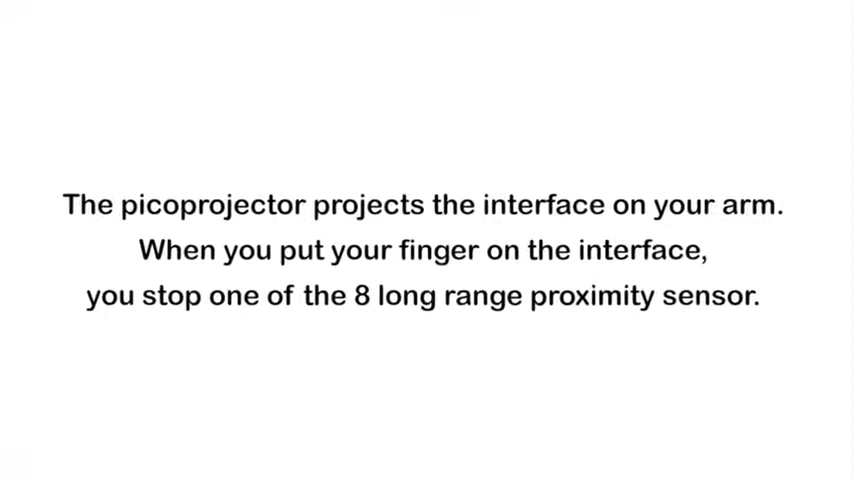 The picoprojector projects the interface on your arm.
When you put your finger on the interface,
you stop one of the 8 long range proximity sensor.